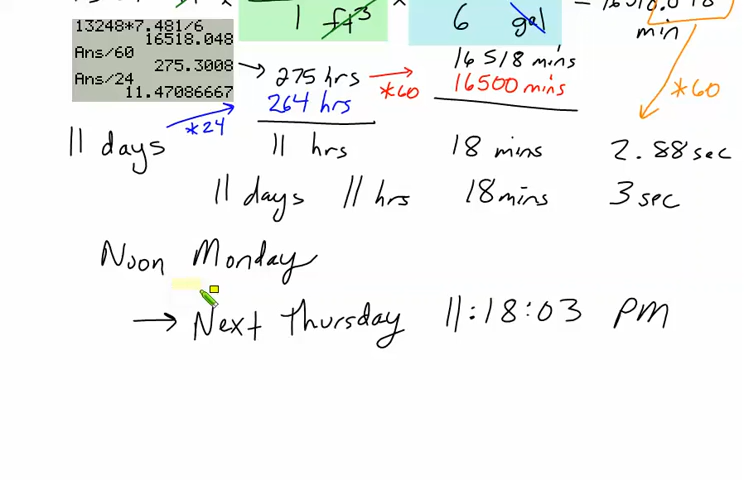 13248*7.481/6
16518.048
Ans/60
275.3008
Ans/24
11.47086667
1 ft³ 6 gal min
→ 275 hrs *60 16518 mins
*24 264 hrs 16500 mins *60
11 days 11 hrs 18 mins 2.88 sec
11 days 11 hrs 18 mins 3 sec
Noon Monday
→ Next Thursday 11:18:03 PM